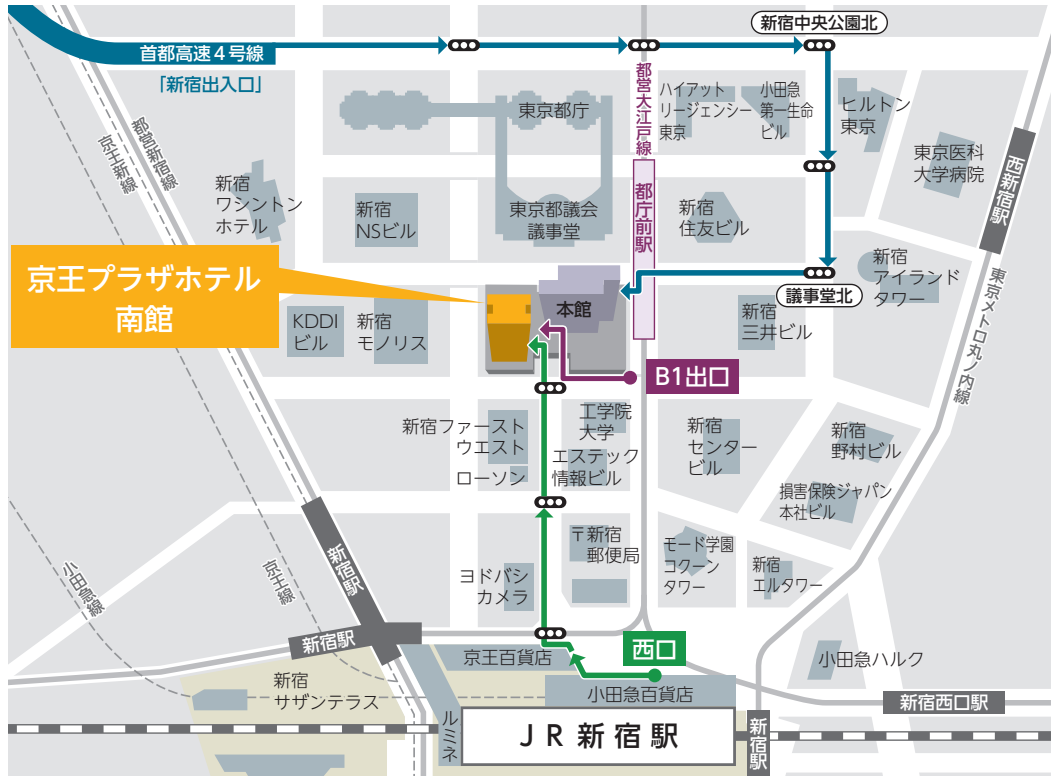 新宿中央公園北
首都高速4号線
「新宿出入口」
都営大江戸線
ハイアット
リージェンシー
東京
小田急
第一生命
ビル
ヒルトン
東京
東京都庁
東京医科
大学病院
西新宿駅
都営新宿線
京王新線
新宿
ワシントン
ホテル
新宿
NSビル
東京都議会
議事堂
都庁前駅
新宿
住友ビル
京王プラザホテル
南館
本館
議事堂北
新宿
アイランド
タワー
東京メトロ丸ノ内線
KDDI
ビル
新宿
モノリス
新宿
三井ビル
B1出口
新宿ファースト
ウエスト
ローソン
工学院
大学
エステック
情報ビル
新宿
センター
ビル
新宿
野村ビル
損害保険ジャパン
本社ビル
〒新宿
郵便局
モード学園
コクーン
タワー
新宿
エルタワー
ヨドバシ
カメラ
新宿駅
小田急線
京王線
新宿駅
西口
京王百貨店
小田急百貨店
小田急ハルク
新宿
サザンテラス
新宿西口駅
ルミネ
JR新宿駅
新宿駅